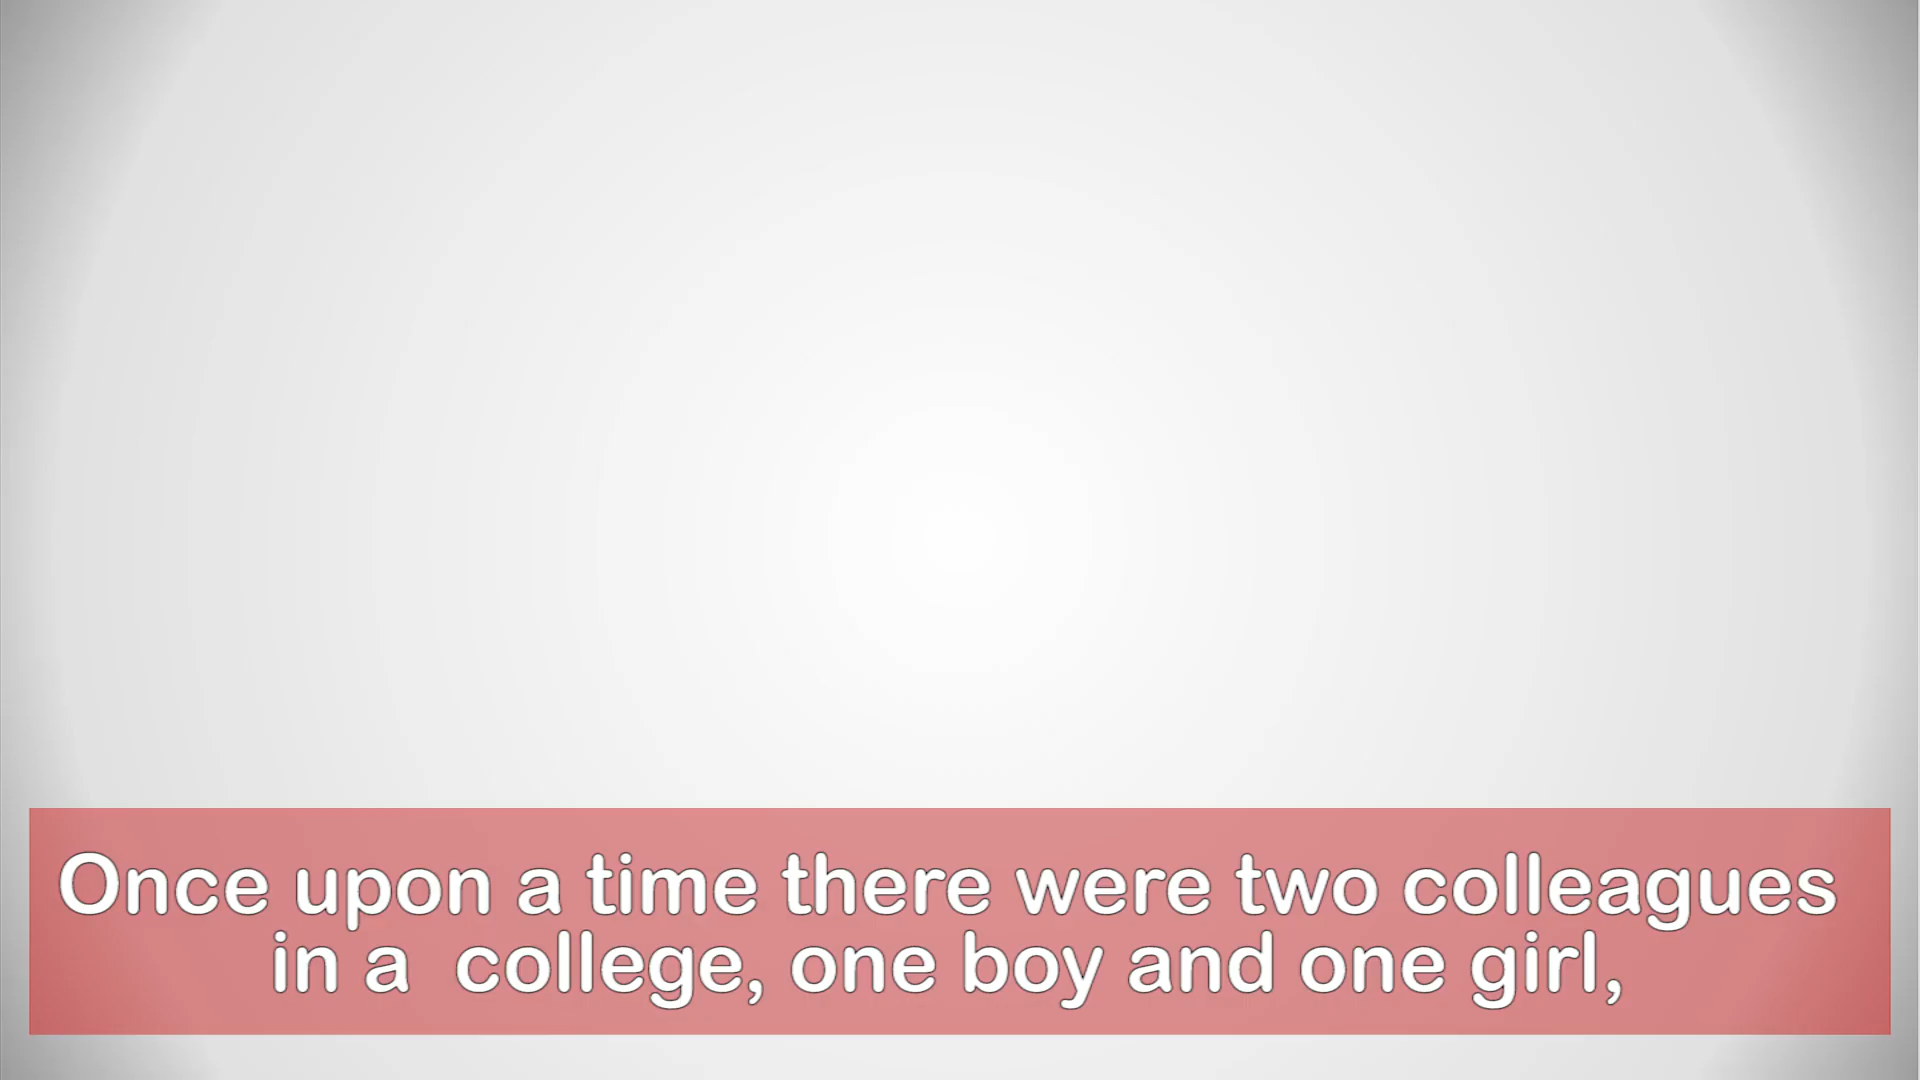 Once upon a time there were two colleagues
in a  college, one boy and one girl,